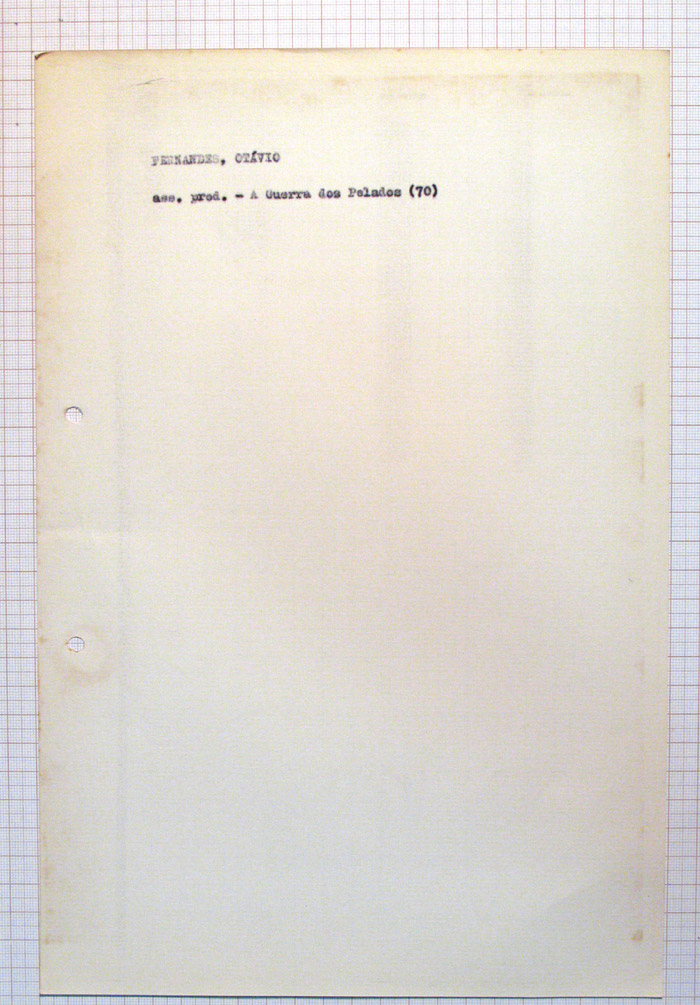 FERNANDES, OTÁVIO
ass. prod. - A Guerra dos Pelados (70)